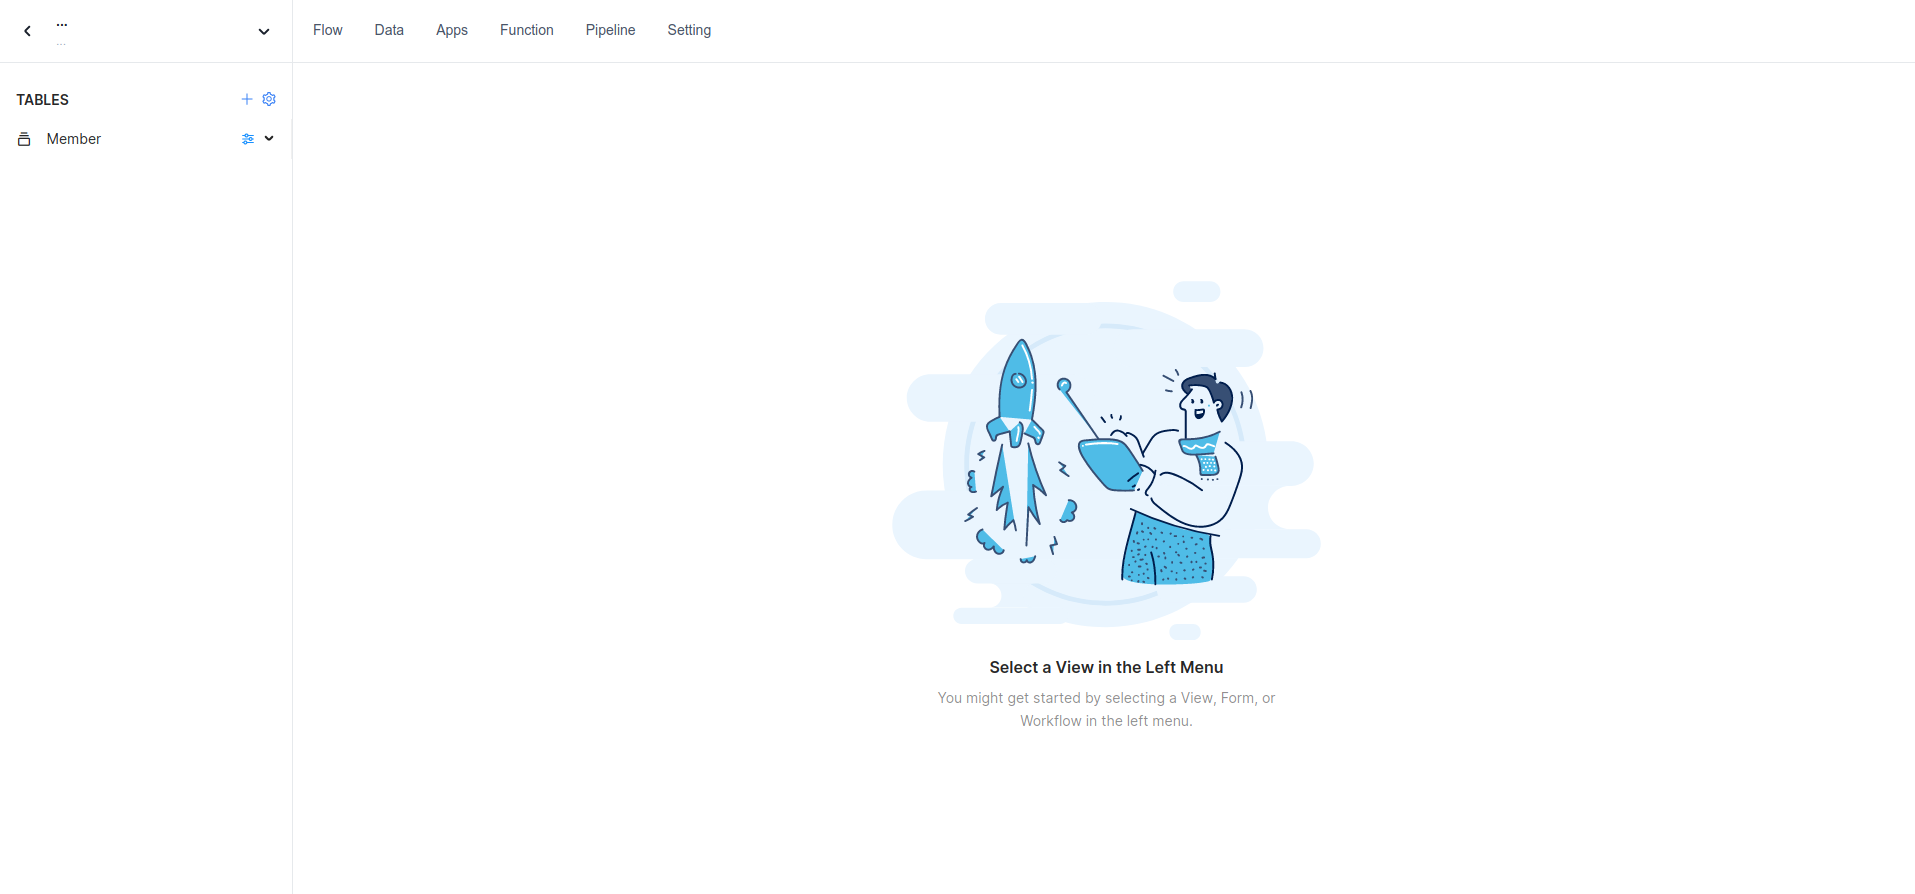 ...
...
Flow Data Apps Function Pipeline Setting
TABLES
Member
Select a View in the Left Menu
You might get started by selecting a View, Form, or
Workflow in the left menu.